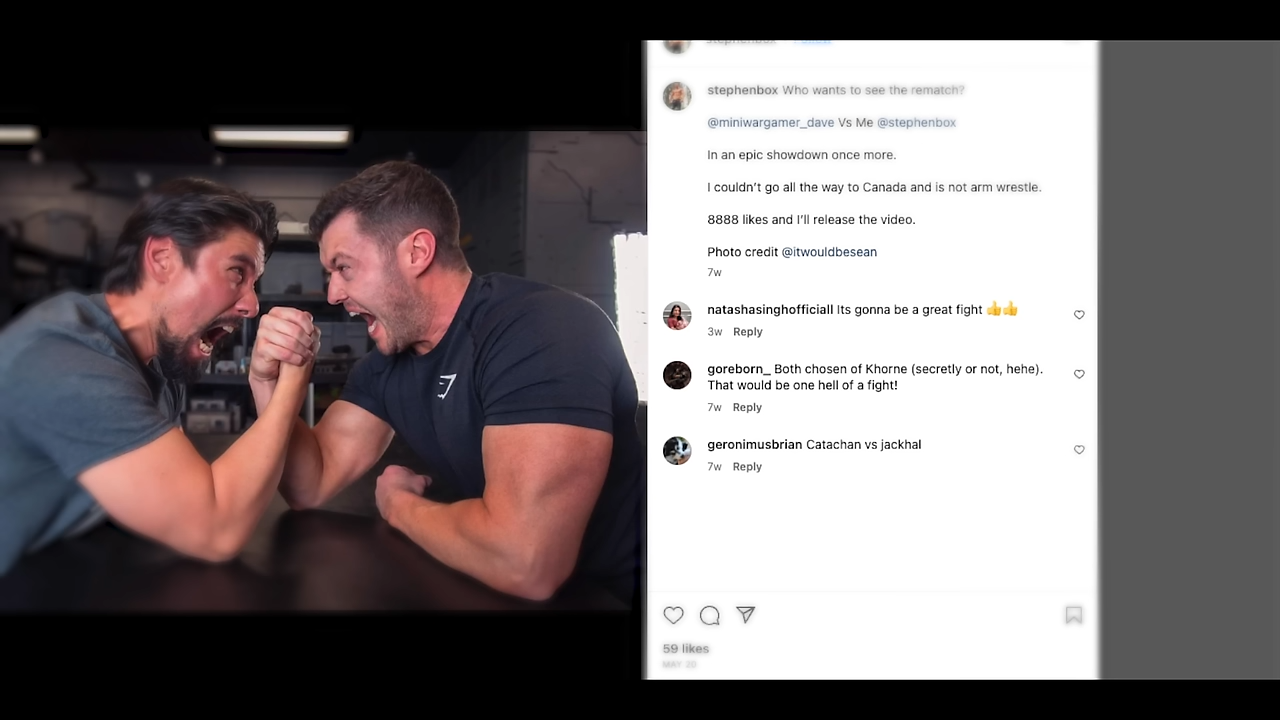 stephenbox Who wants to see the rematch?
@miniwargamer_dave Vs Me @stephenbox
In an epic showdown once more.
I couldn't go all the way to Canada and is not arm wrestle.
8888 likes and I'll release the video.
Photo credit @itwouldbesean
7w
natashasinghofficiall Its gonna be a great fight 👍👍
3w Reply
goreborn_ Both chosen of Khorne (secretly or not, hehe).
That would be one hell of a fight!
7w Reply
geronimusbrian Catachan vs jackhal
7w Reply
59 likes
MAY 20